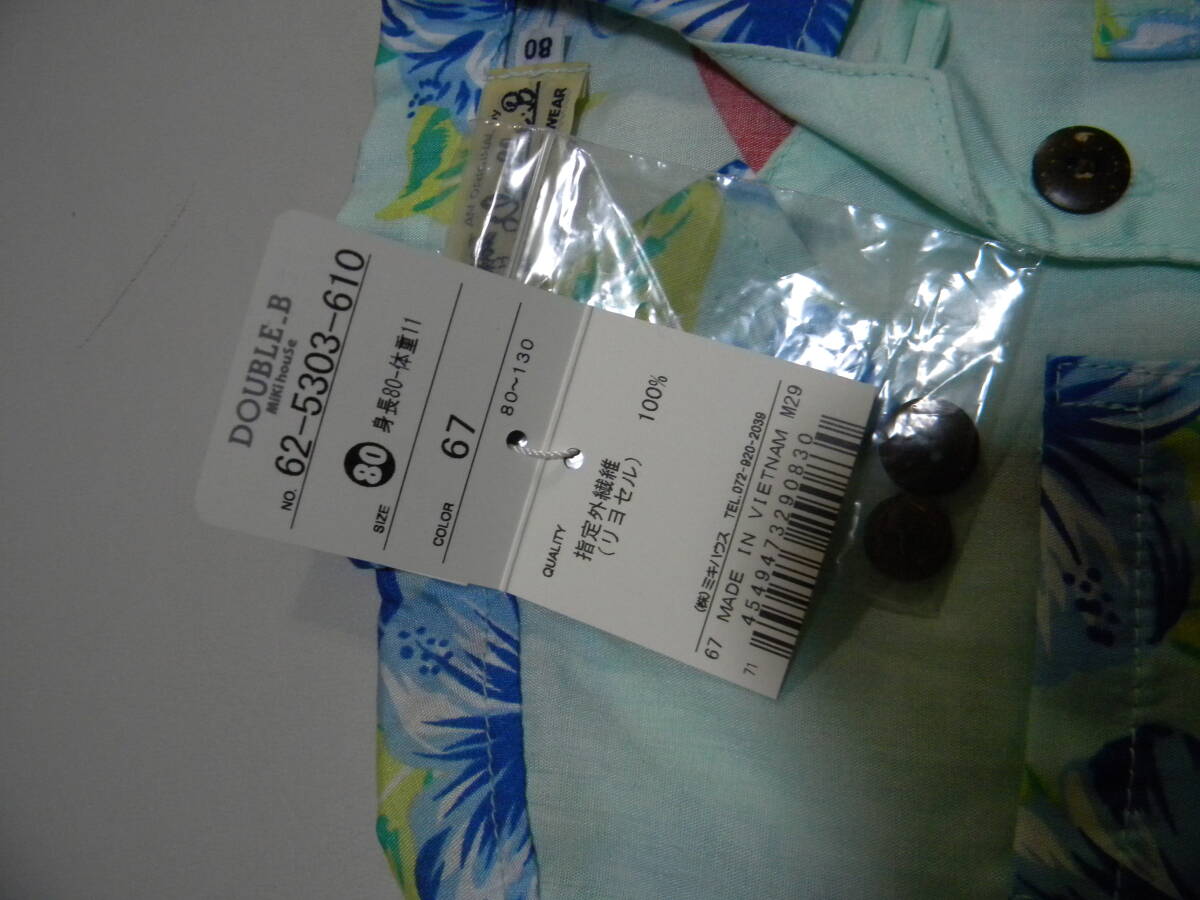 DOUBLE_B
Mikihouse
NO. 62-5303-610
SIZE 80 身長80-体重11
COLOR 67
80〜130
QUALITY
指定外繊維 100%
(リヨセル)
(株)ミキハウス TEL.072-920-2039
67 MADE IN VIETNAM M29
4549473290830
71
80
WEAR